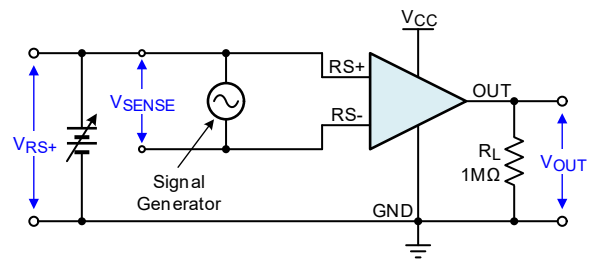 VCC
RS+
OUT
VSENSE
RS-
VRS+
RL
1MΩ
VOUT
Signal
Generator
GND